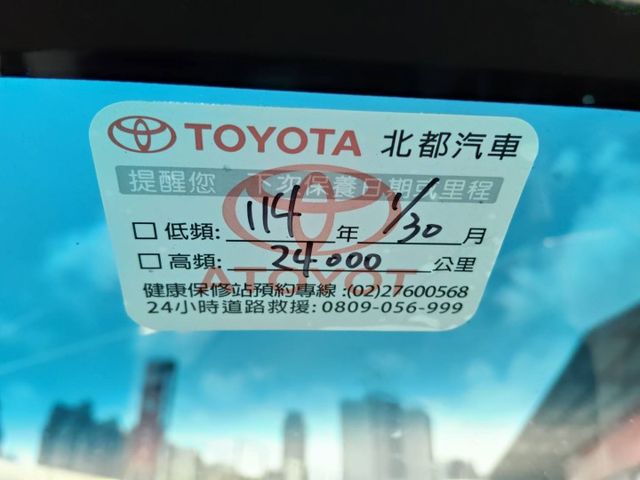 TOYOTA 北都汽車
提醒您 下次保養日期或里程
□ 低頻: 114 年 1/30 月
□ 高頻: 24000 公里
健康保修站預約專線:(02)27600568
24小時道路救援:0809-056-999